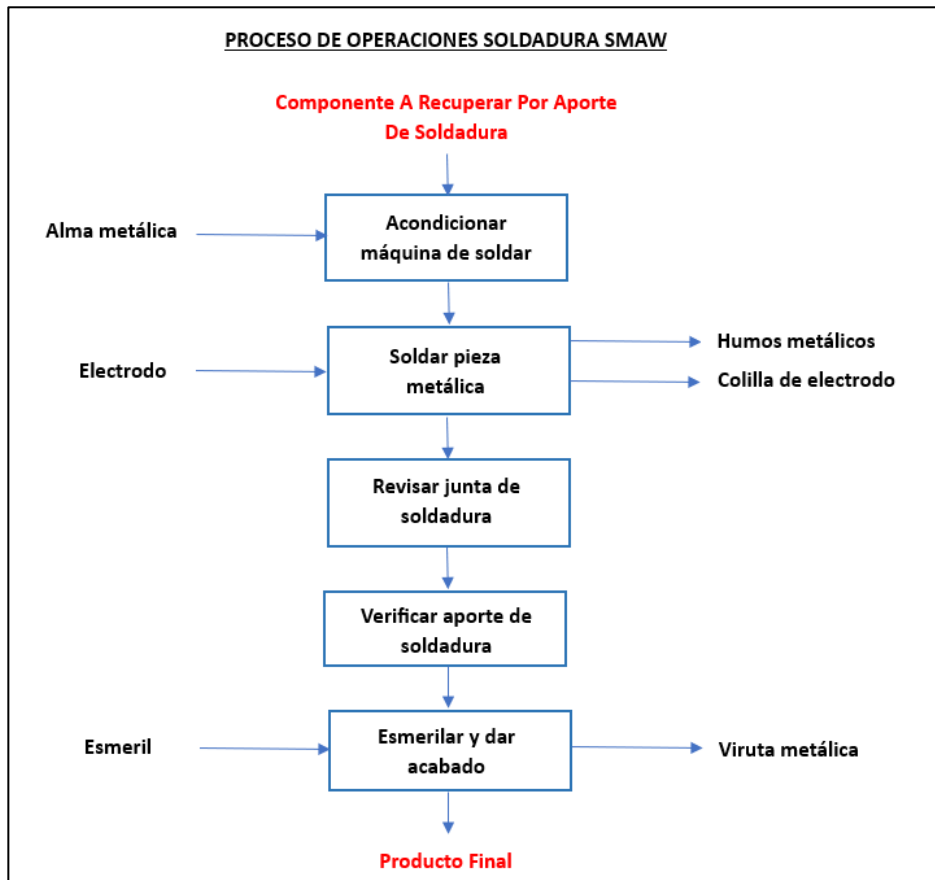 PROCESO DE OPERACIONES SOLDADURA SMAW
Componente A Recuperar Por Aporte
De Soldadura
Alma metálica
Acondicionar
máquina de soldar
Electrodo
Soldar pieza
metálica
Humos metálicos
Colilla de electrodo
Revisar junta de
soldadura
Verificar aporte de
soldadura
Esmeril
Esmerilar y dar
acabado
Viruta metálica
Producto Final